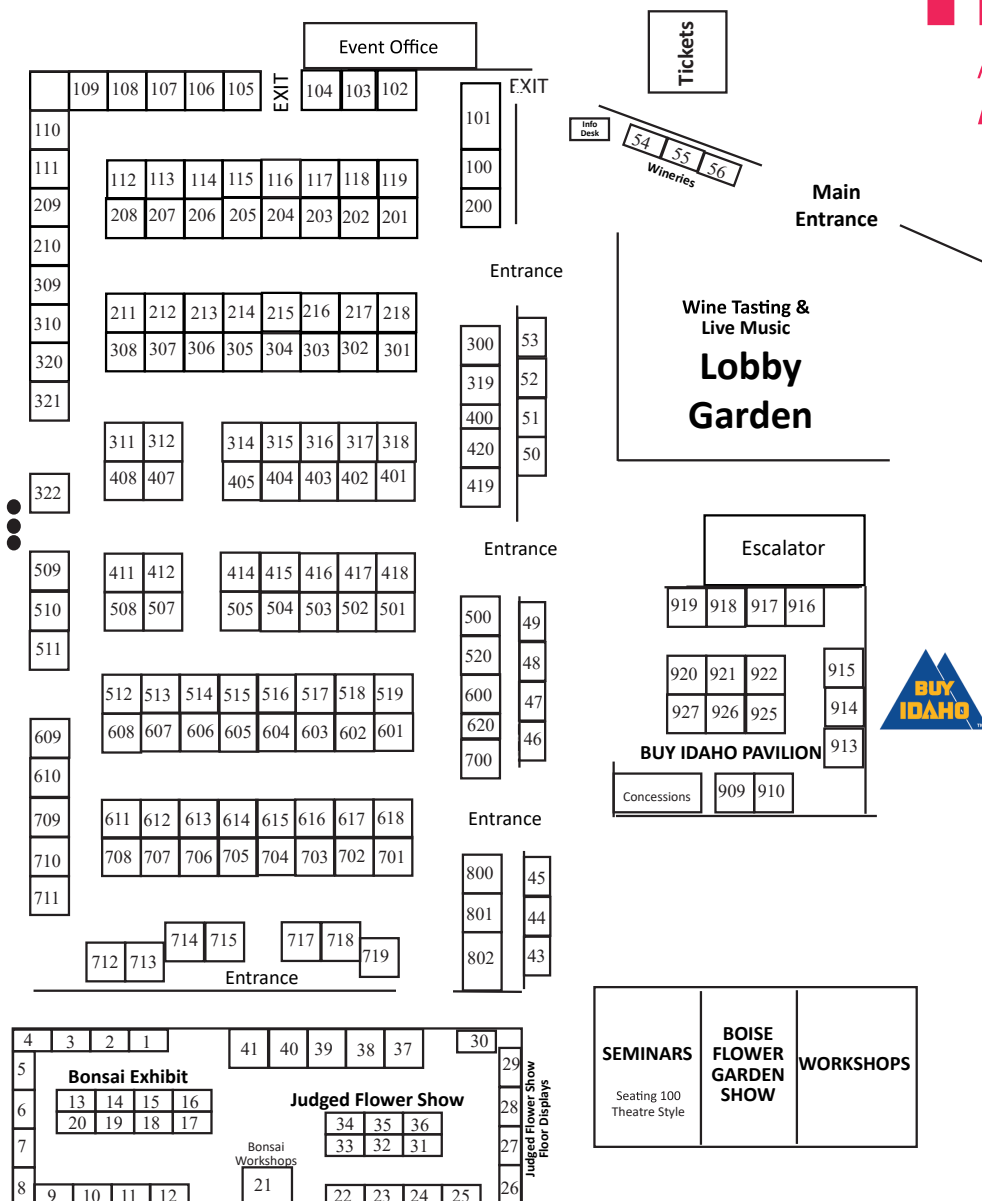 Event Office
Tickets
109 108 107 106 105
EXIT
104 103 102
EXIT
110
101
Info
Desk
54 55 56
Wineries
111
100
112 113 114 115 116 117 118 119
Main
Entrance
209
200
208 207 206 205 204 203 202 201
210
Entrance
309
211 212 213 214 215 216 217 218
Wine Tasting &
Live Music
310
300
53
308 307 306 305 304 303 302 301
Lobby
Garden
320
319
52
321
400
51
311 312 314 315 316 317 318
420
50
408 407 405 404 403 402 401
419
322
Entrance
Escalator
509
411 412 414 415 416 417 418
919 918 917 916
510
508 507 505 504 503 502 501
500
49
511
520
48
920 921 922
915
512 513 514 515 516 517 518 519
600
47
927 926 925
914
BUY
IDAHO
TM
609
608 607 606 605 604 603 602 601
620
46
BUY IDAHO PAVILION
913
610
700
Concessions
909 910
709
611 612 613 614 615 616 617 618
Entrance
710
708 707 706 705 704 703 702 701
800
45
711
801
44
714 715 717 718
712 713
719
802
43
Entrance
4 3 2 1
41 40 39 38 37
30
5
29
Bonsai Exhibit
Judged Flower Show
Judged Flower Show
Floor Displays
6
13 14 15 16
20 19 18 17
34 35 36
33 32 31
28
7
27
Bonsai
Workshops
8
21
26
9 10 11 12
22 23 24 25
SEMINARS
Seating 100
Theatre Style
BOISE
FLOWER
GARDEN
SHOW
WORKSHOPS